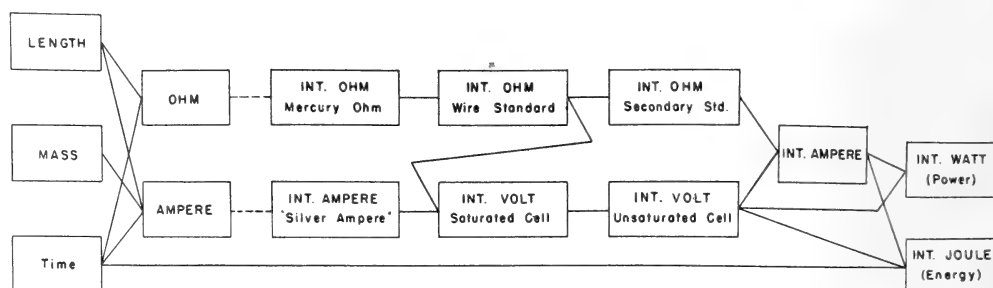 LENGTH
MASS
Time
OHM
AMPERE
INT. OHM
Mercury Ohm
INT. AMPERE
"Silver Ampere"
INT. OHM
Wire Standard
INT. VOLT
Saturated Cell
INT. OHM
Secondary Std.
INT. VOLT
Unsaturated Cell
INT. AMPERE
INT. WATT
(Power)
INT. JOULE
(Energy)